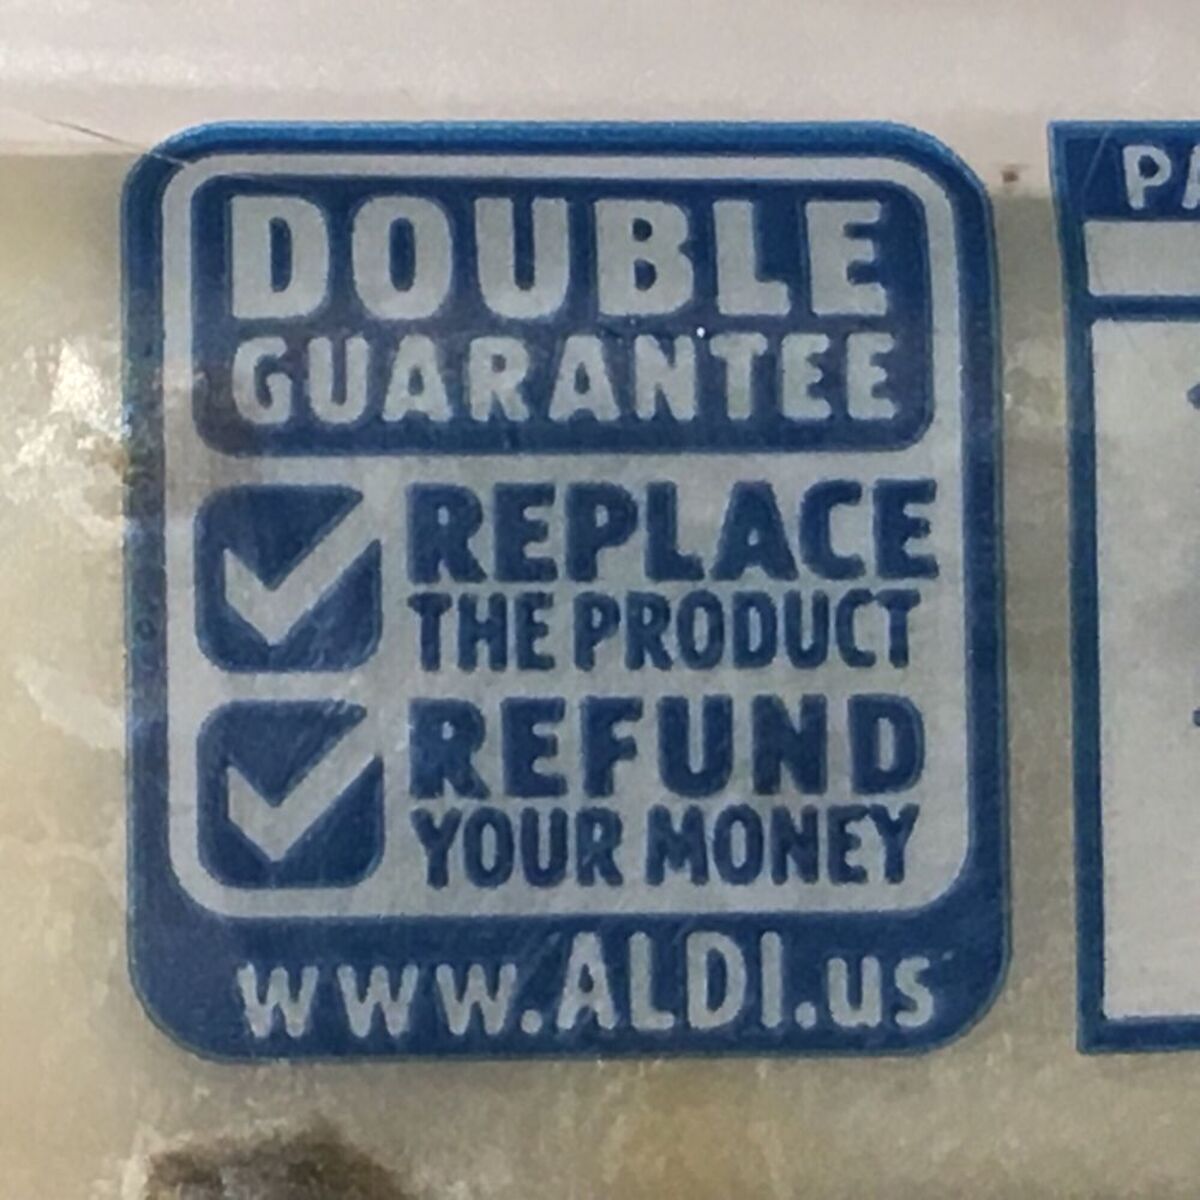 DOUBLE
GUARANTEE
REPLACE
THE PRODUCT
REFUND
YOUR MONEY
www.ALDI.us